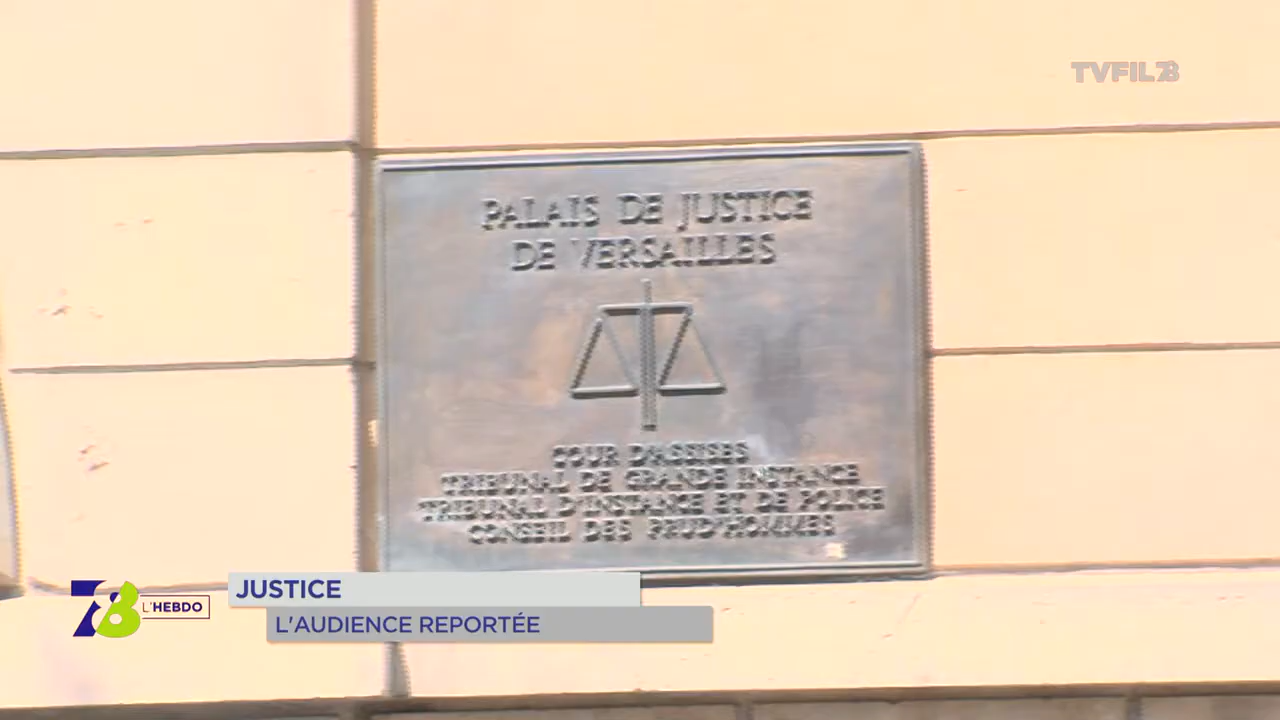 TVFIL78
PALAIS DE JUSTICE
DE VERSAILLES
COUR D'ASSISES
TRIBUNAL DE GRANDE INSTANCE
TRIBUNAL D'INSTANCE ET DE POLICE
CONSEIL DES PRUD'HOMMES
JUSTICE
78 L'HEBDO
L'AUDIENCE REPORTÉE